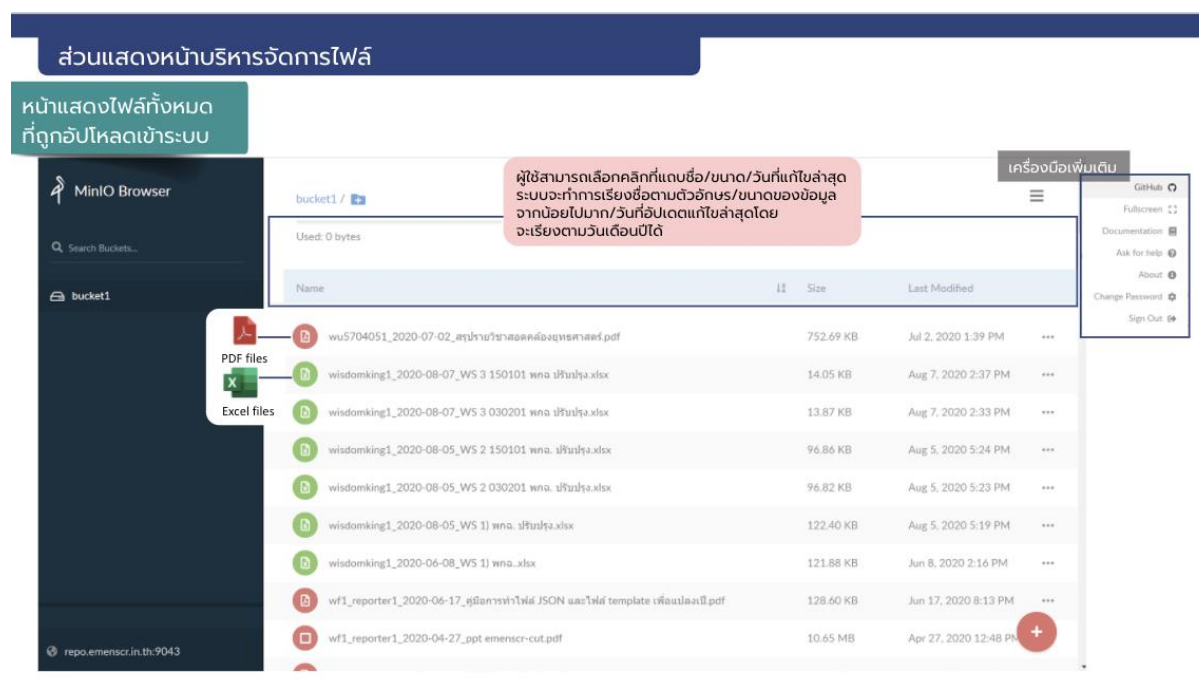 ส่วนแสดงหน้าบริหารจัดการไฟล์
หน้าแสดงไฟล์ทั้งหมด
ที่ถูกอัปโหลดเข้าระบบ
เครื่องมือเพิ่มเติม
ผู้ใช้สามารถเลือกคลิกที่แถบชื่อ/ขนาด/วันที่แก้ไขล่าสุด
ระบบจะทำการเรียงชื่อตามตัวอักษร/ขนาดของข้อมูล
จากน้อยไปมาก/วันที่อัปเดตแก้ไขล่าสุดโดย
จะเรียงตามวันเดือนปีได้
MinIO Browser
Search Buckets...
bucket1
bucket1 /
Used: 0 bytes
GitHub
Fullscreen
Documentation
Ask for help
About
Change Password
Sign Out
Name Size Last Modified
PDF files
Excel files
wu5704051_2020-07-02_สรุปรายวิชาสอดคล้องยุทธศาสตร์.pdf 752.69 KB Jul 2, 2020 1:39 PM
wisdomking1_2020-08-07_WS 3 150101 พกฉ ปรับปรุง.xlsx 14.05 KB Aug 7, 2020 2:37 PM
wisdomking1_2020-08-07_WS 3 030201 พกฉ ปรับปรุง.xlsx 13.87 KB Aug 7, 2020 2:33 PM
wisdomking1_2020-08-05_WS 2 150101 พกฉ. ปรับปรุง.xlsx 96.86 KB Aug 5, 2020 5:24 PM
wisdomking1_2020-08-05_WS 2 030201 พกฉ. ปรับปรุง.xlsx 96.82 KB Aug 5, 2020 5:23 PM
wisdomking1_2020-08-05_WS 1) พกฉ. ปรับปรุง.xlsx 122.40 KB Aug 5, 2020 5:19 PM
wisdomking1_2020-06-08_WS 1) พกฉ..xlsx 121.88 KB Jun 8, 2020 2:16 PM
wf1_reporter1_2020-06-17_คู่มือการทำไฟล์ JSON และไฟล์ template เพื่อแปลงเป็.pdf 128.60 KB Jun 17, 2020 8:13 PM
wf1_reporter1_2020-04-27_ppt emenscr-cut.pdf 10.65 MB Apr 27, 2020 12:48 PM
repo.emenscr.in.th:9043